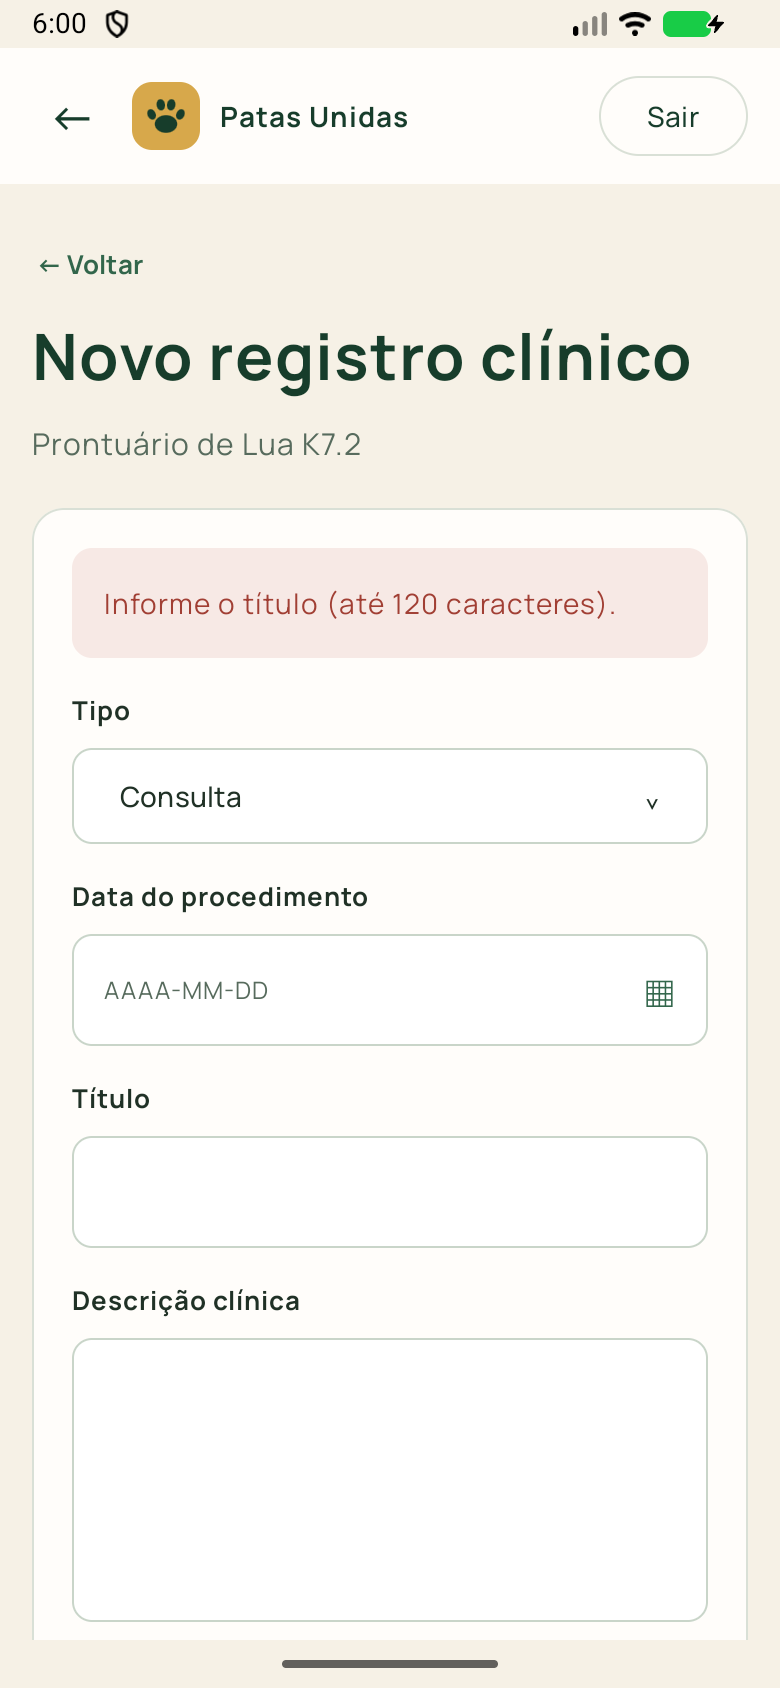 6:00
← Patas Unidas
Sair
← Voltar
Novo registro clínico
Prontuário de Lua K7.2
Informe o título (até 120 caracteres).
Tipo
Consulta
Data do procedimento
AAAA-MM-DD
Título
Descrição clínica